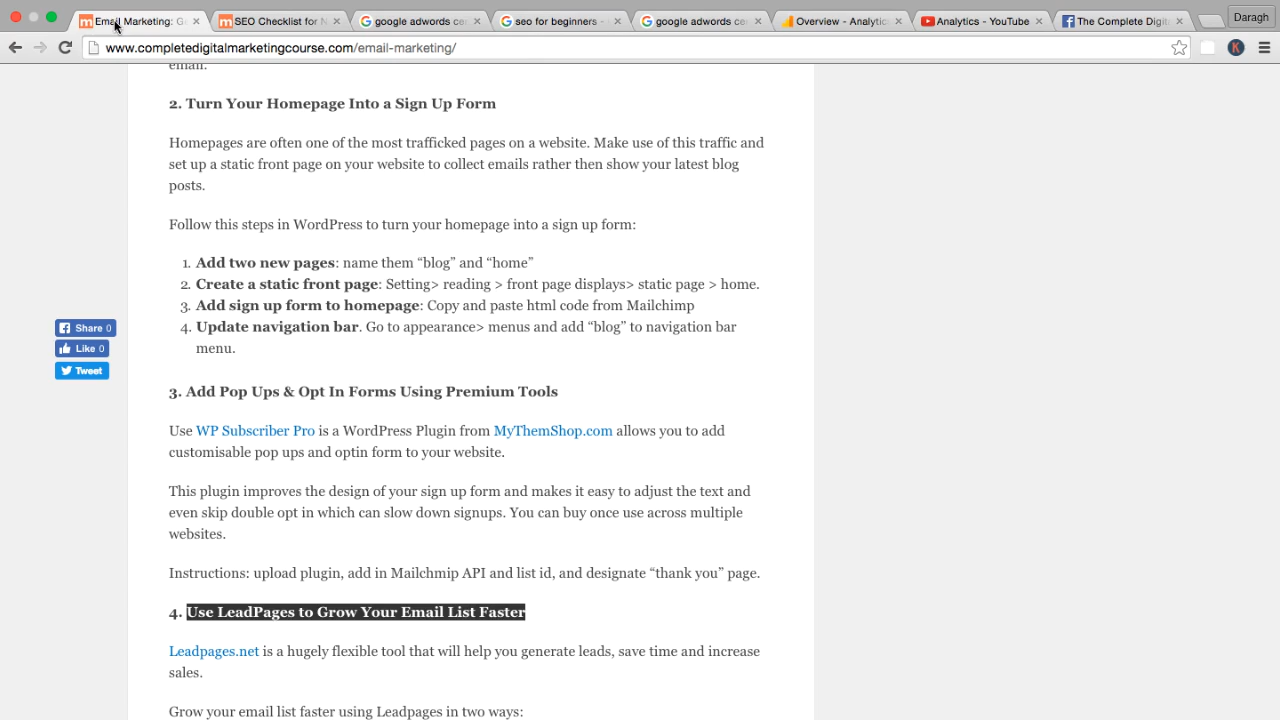 Email Marketing: G
SEO Checklist for N
google adwords ce
seo for beginners -
google adwords co
Overview – Analytic
Analytics - YouTube
The Complete Digit
Daragh
www.completedigitalmarketingcourse.com/email-marketing/
K
email.
2. Turn Your Homepage Into a Sign Up Form
Homepages are often one of the most trafficked pages on a website. Make use of this traffic and
set up a static front page on your website to collect emails rather then show your latest blog
posts.
Follow this steps in WordPress to turn your homepage into a sign up form:
1. Add two new pages: name them “blog” and “home”
2. Create a static front page: Setting> reading > front page displays> static page > home.
3. Add sign up form to homepage: Copy and paste html code from Mailchimp
4. Update navigation bar. Go to appearance> menus and add “blog” to navigation bar
menu.
Share 0
Like 0
Tweet
3. Add Pop Ups & Opt In Forms Using Premium Tools
Use WP Subscriber Pro is a WordPress Plugin from MyThemShop.com allows you to add
customisable pop ups and optin form to your website.
This plugin improves the design of your sign up form and makes it easy to adjust the text and
even skip double opt in which can slow down signups. You can buy once use across multiple
websites.
Instructions: upload plugin, add in Mailchmip API and list id, and designate “thank you” page.
4. Use LeadPages to Grow Your Email List Faster
Leadpages.net is a hugely flexible tool that will help you generate leads, save time and increase
sales.
Grow your email list faster using Leadpages in two ways: